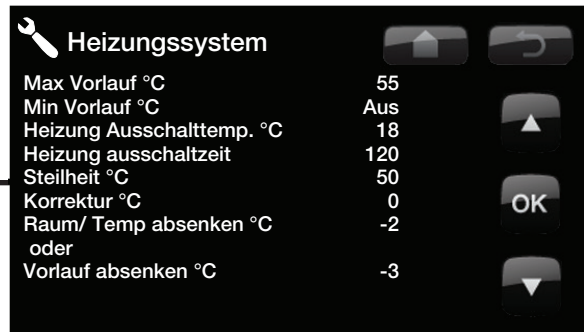 Heizungssystem
Max Vorlauf °C 55
Min Vorlauf °C Aus
Heizung Ausschalttemp. °C 18
Heizung ausschaltzeit 120
Steilheit °C 50
Korrektur °C 0
Raum/ Temp absenken °C -2
oder
Vorlauf absenken °C -3
OK